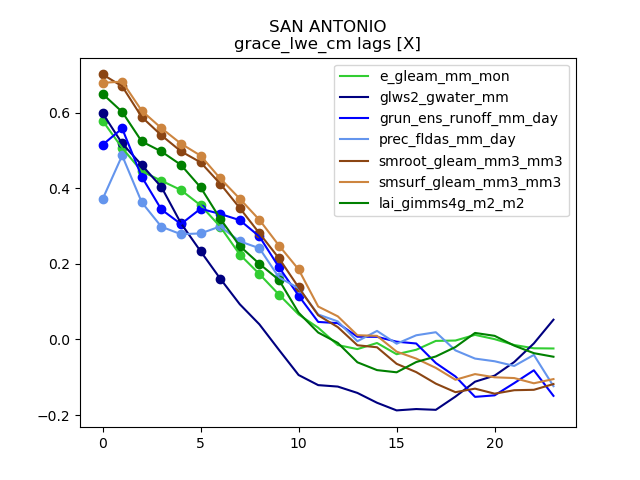 SAN ANTONIO
grace_lwe_cm lags [X]
e_gleam_mm_mon
glws2_gwater_mm
grun_ens_runoff_mm_day
prec_fldas_mm_day
smroot_gleam_mm3_mm3
smsurf_gleam_mm3_mm3
lai_gimms4g_m2_m2
0.6
0.4
0.2
0.0
−0.2
0 5 10 15 20